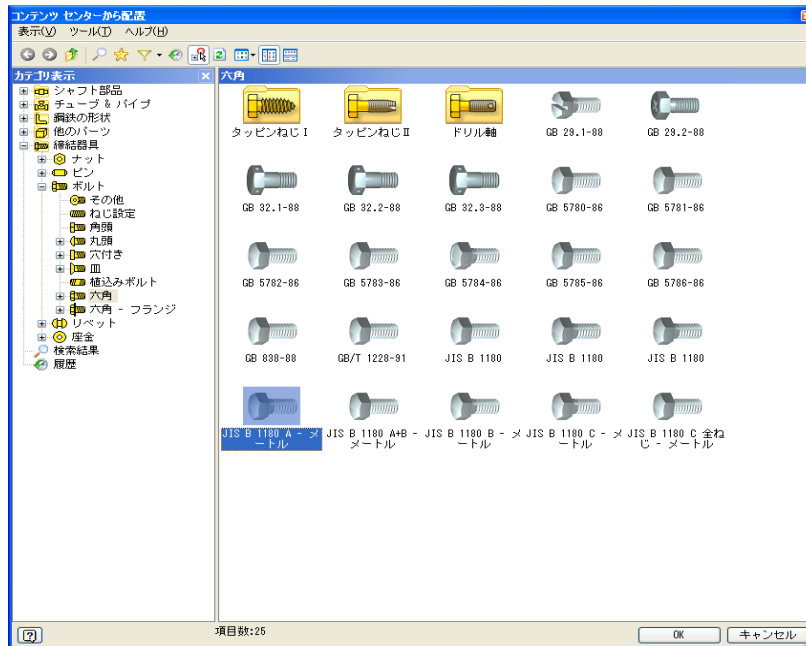 コンテンツ センターから配置
表示(V) ツール(T) ヘルプ(H)
カテゴリ表示
シャフト部品
チューブ & パイプ
鋼鉄の形状
他のパーツ
締結器具
ナット
ピン
ボルト
その他
ねじ設定
角頭
丸頭
穴付き
皿
植込みボルト
六角
六角 - フランジ
リベット
座金
検索結果
履歴
六角
タッピンねじⅠ タッピンねじⅡ ドリル軸 GB 29.1-88 GB 29.2-88
GB 32.1-88 GB 32.2-88 GB 32.3-88 GB 5780-86 GB 5781-86
GB 5782-86 GB 5783-86 GB 5784-86 GB 5785-86 GB 5786-86
GB 838-88 GB/T 1228-91 JIS B 1180 JIS B 1180 JIS B 1180
JIS B 1180 A - メ JIS B 1180 A+B - JIS B 1180 B - メ JIS B 1180 C - メ JIS B 1180 C 全ね
ートル メートル ートル ートル じ - メートル
項目数:25
OK キャンセル